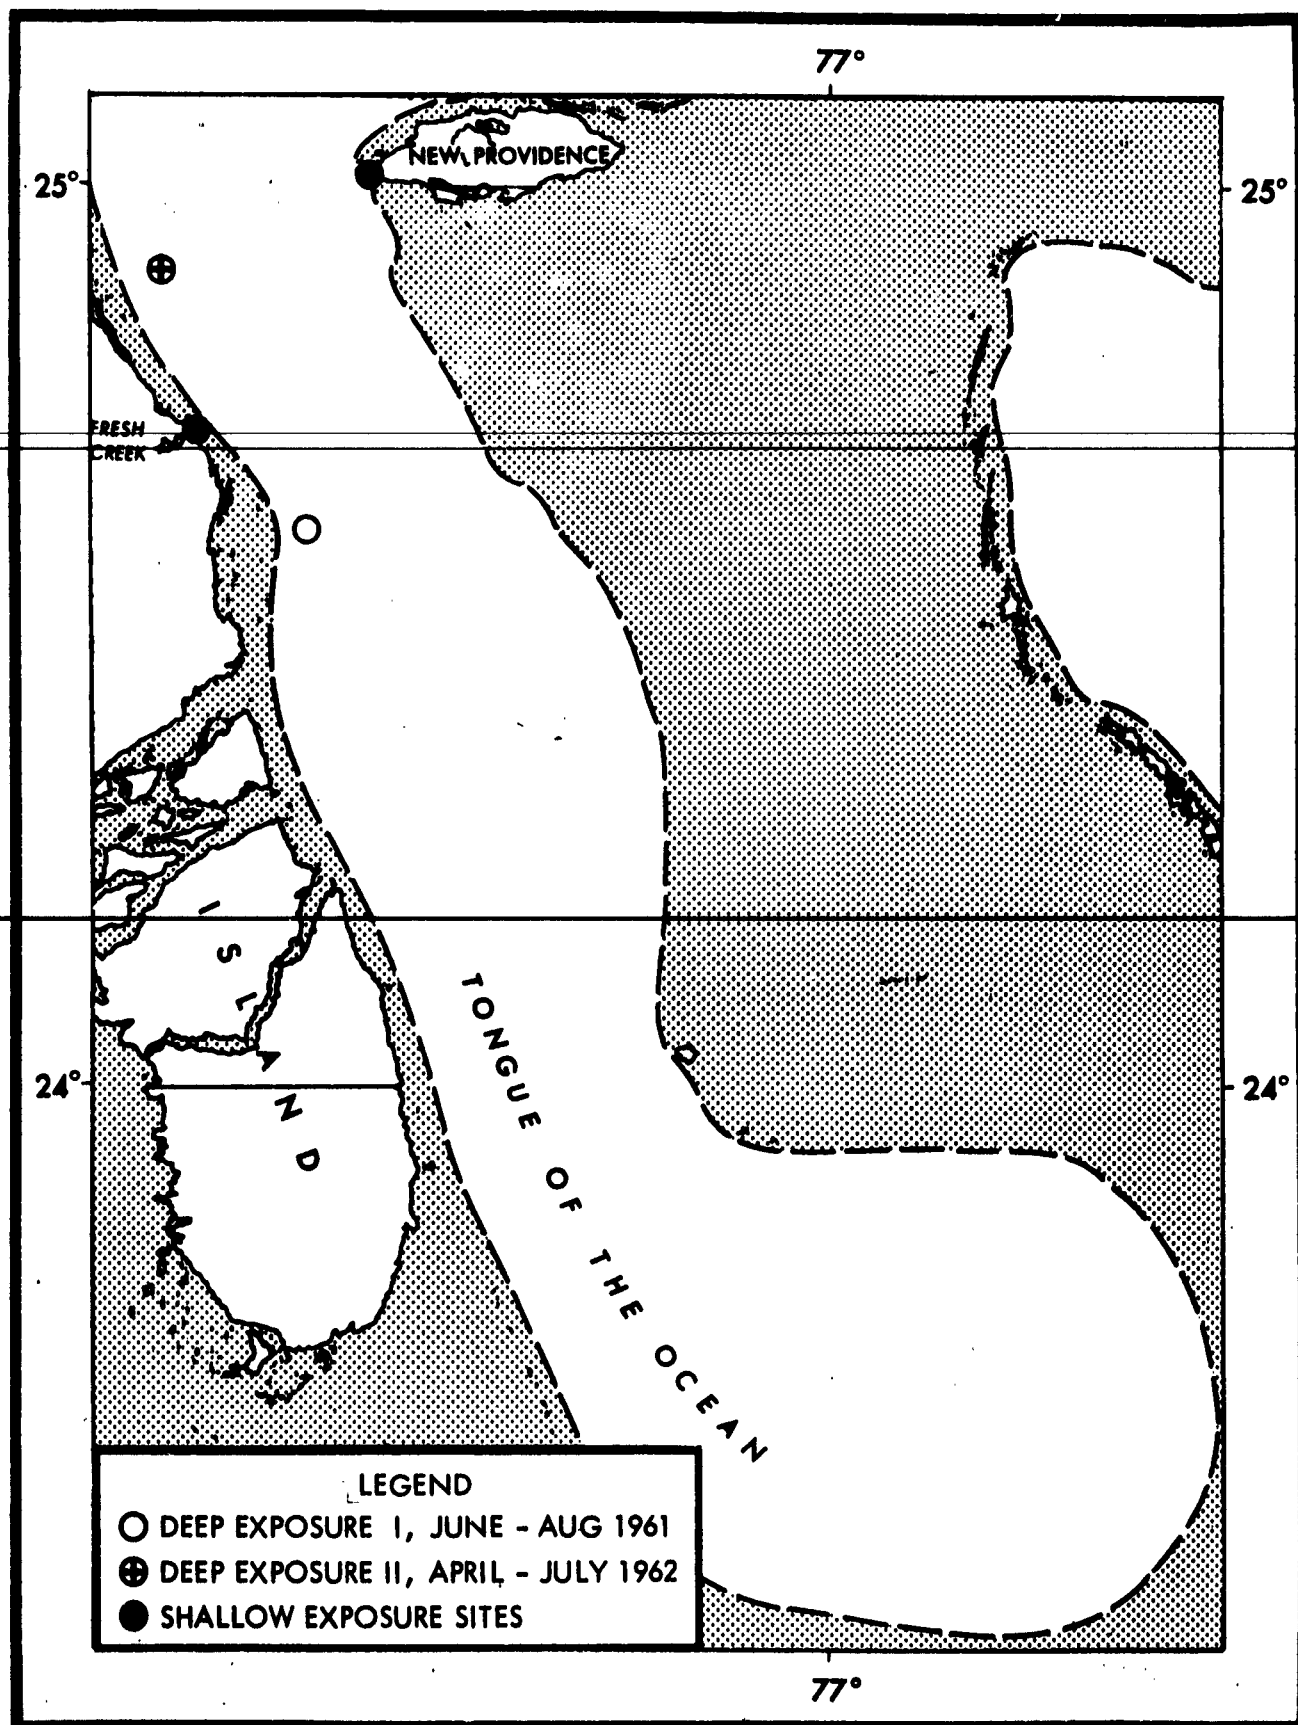 77°
NEW PROVIDENCE
25°
25°
FRESH
CREEK
ISLAND
TONGUE OF THE OCEAN
24°
24°
LEGEND
DEEP EXPOSURE I, JUNE - AUG 1961
DEEP EXPOSURE II, APRIL - JULY 1962
SHALLOW EXPOSURE SITES
77°